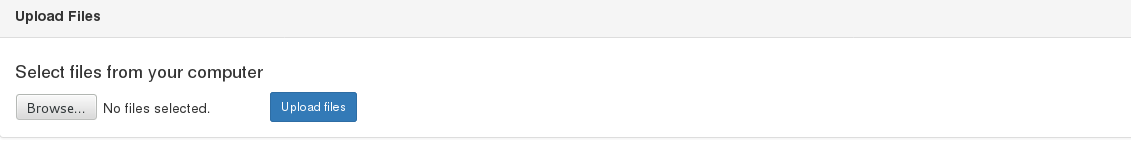 Upload Files
Select files from your computer
Browse... No files selected. Upload files